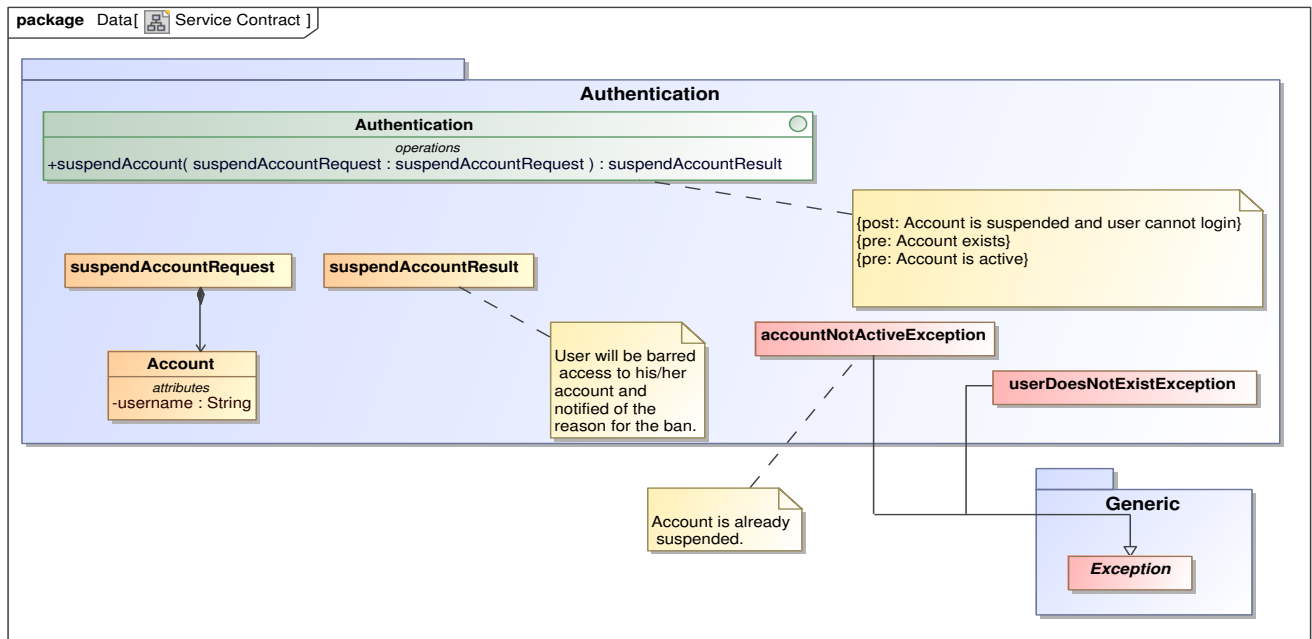 package Data[ Service Contract ]
Authentication
Authentication
operations
+suspendAccount( suspendAccountRequest : suspendAccountRequest ) : suspendAccountResult
{post: Account is suspended and user cannot login}
{pre: Account exists}
{pre: Account is active}
suspendAccountRequest
suspendAccountResult
Account
attributes
-username : String
User will be barred
access to his/her
account and
notified of the
reason for the ban.
accountNotActiveException
userDoesNotExistException
Account is already
suspended.
Generic
Exception